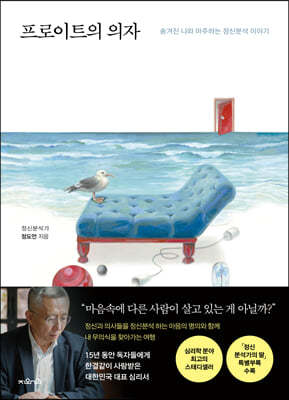 프로이트의 의자
숨겨진 나와 마주하는 정신분석 이야기
정신분석가
정도언 지음
“마음속에 다른 사람이 살고 있는 게 아닐까?”
정신과 의사들을 정신분석 하는 마음의 명의와 함께
내 무의식을 찾아가는 여행
15년 동안 독자들에게
한결같이 사랑받은
대한민국 대표 심리서
심리학 분야
최고의
스테디셀러
「정신
분석가의 말」
특별부록
수록
지와인